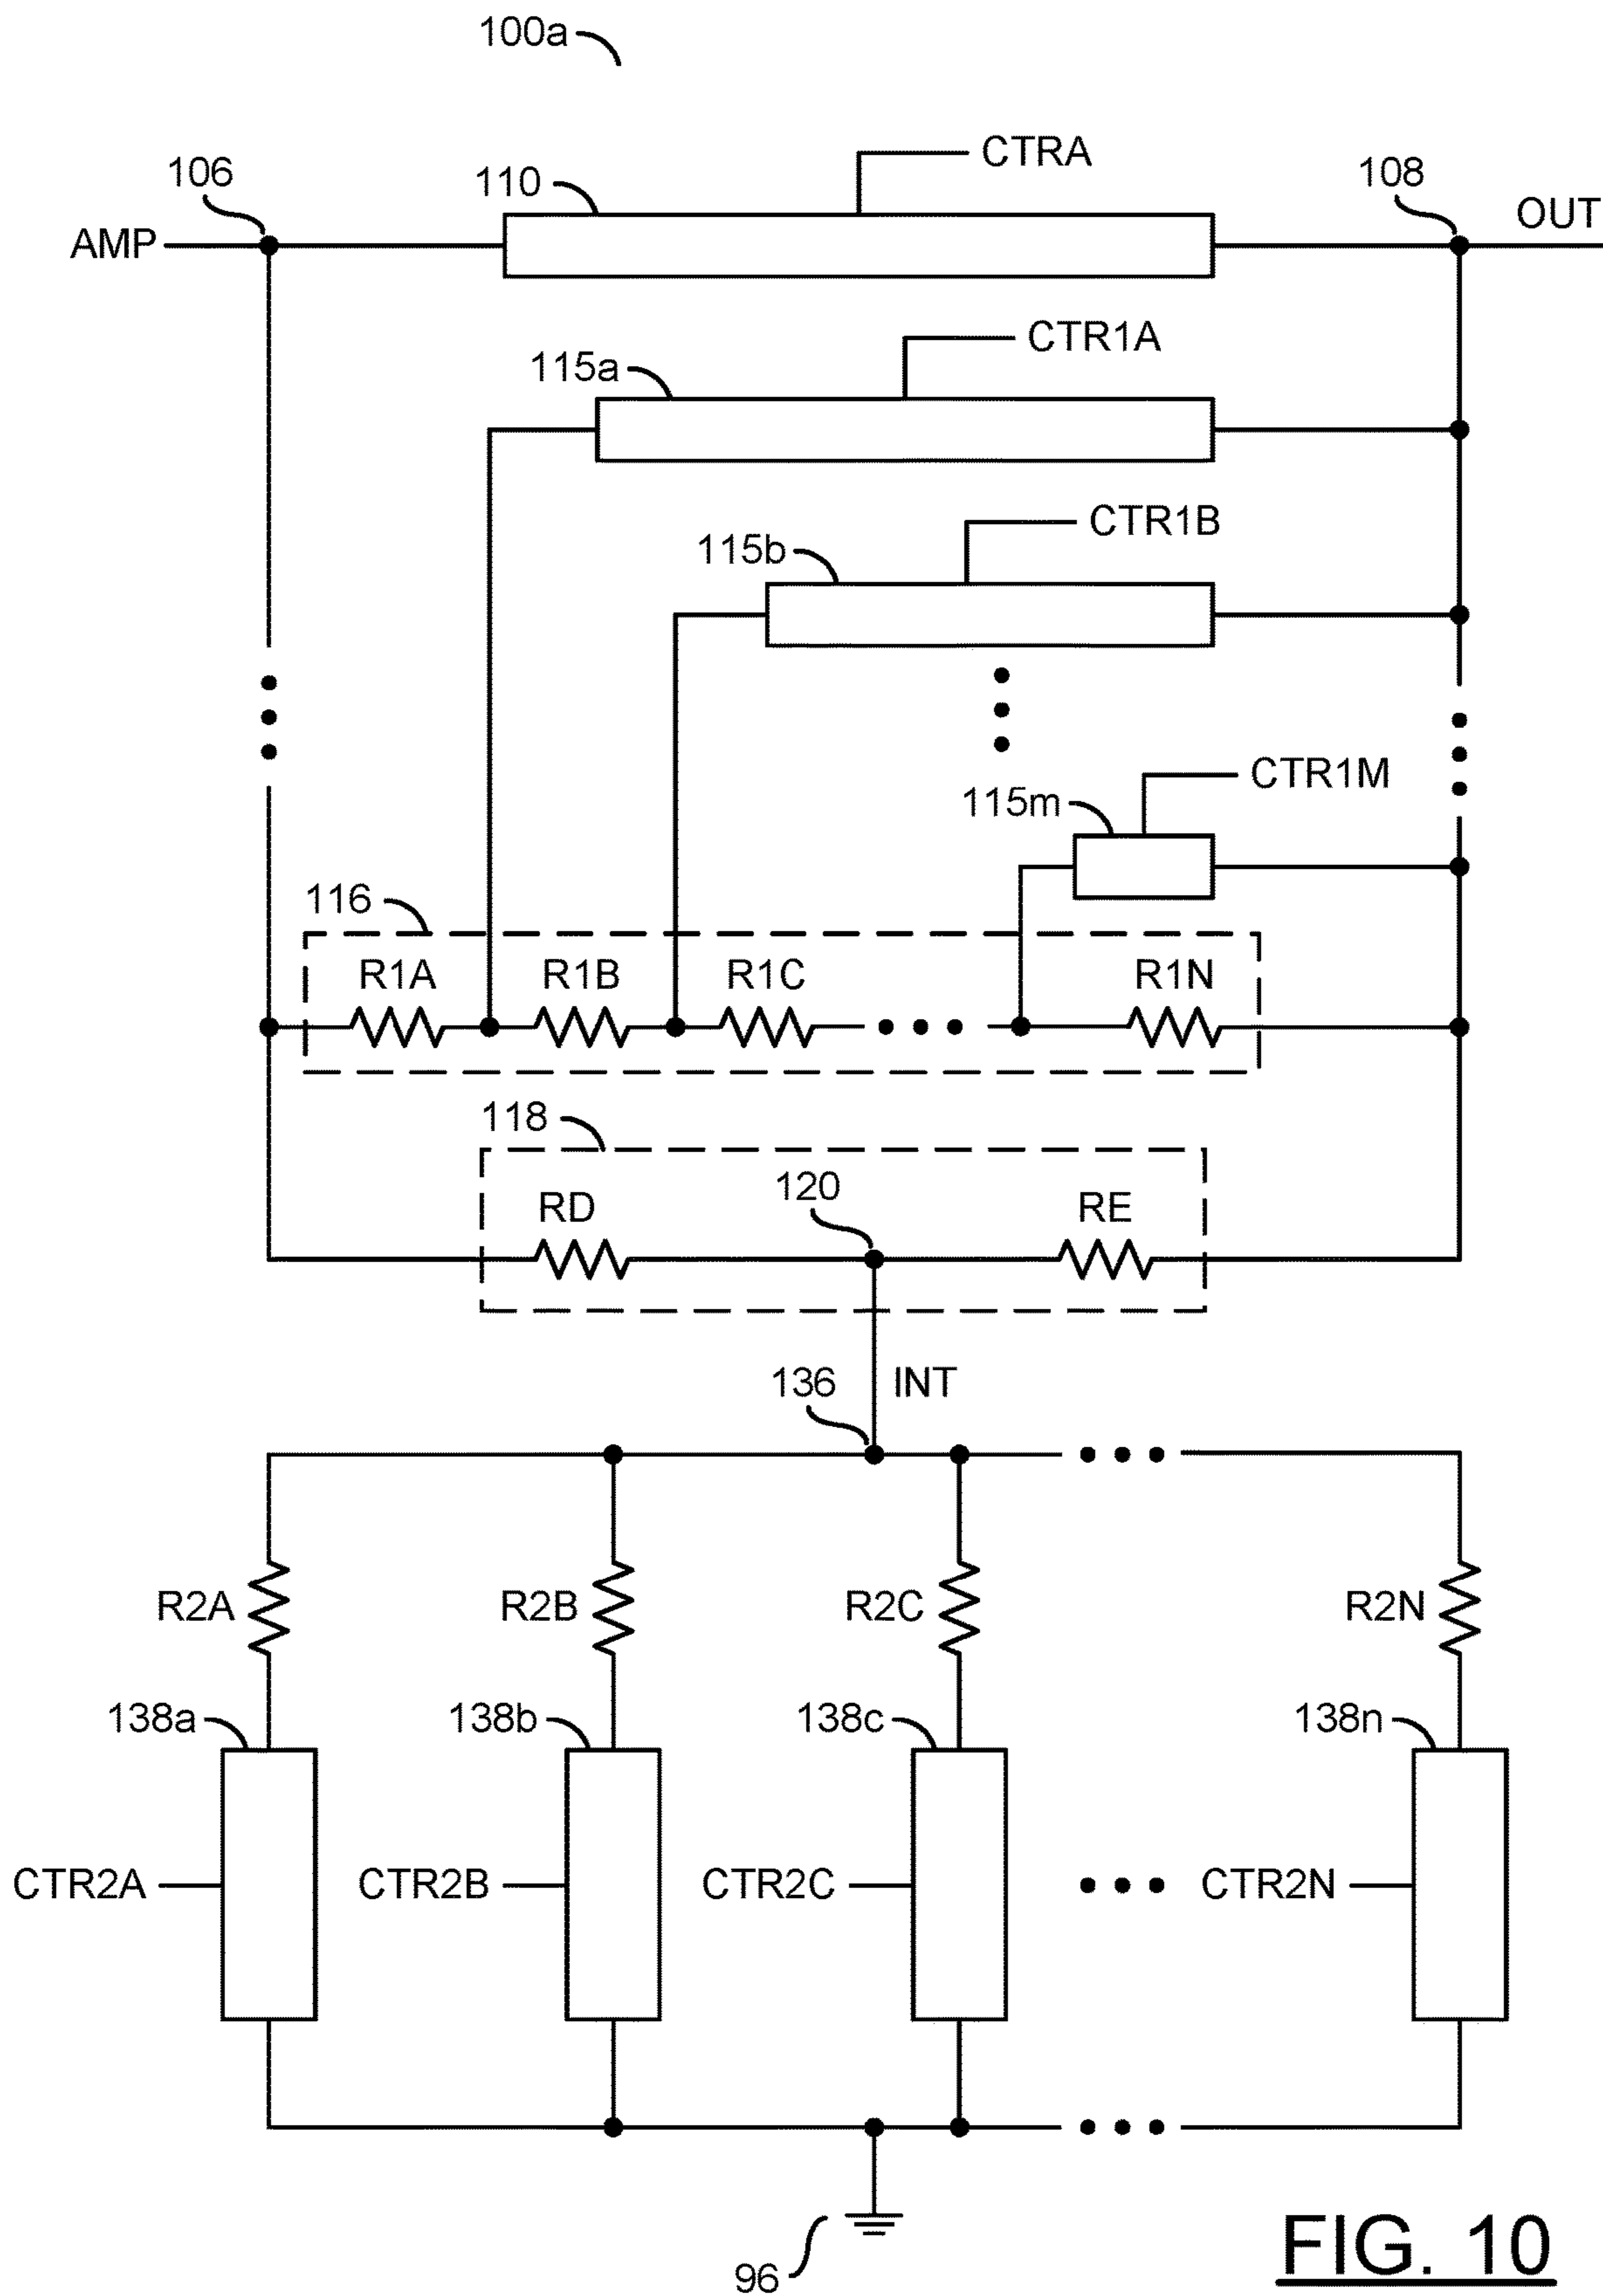 100a
CTRA
106
110
108
AMP
OUT
CTR1A
115a
CTR1B
115b
CTR1M
115m
116
R1A R1B R1C R1N
118
120
RD RE
136 INT
R2A R2B R2C R2N
138a 138b 138c 138n
CTR2A CTR2B CTR2C CTR2N
96
FIG. 10